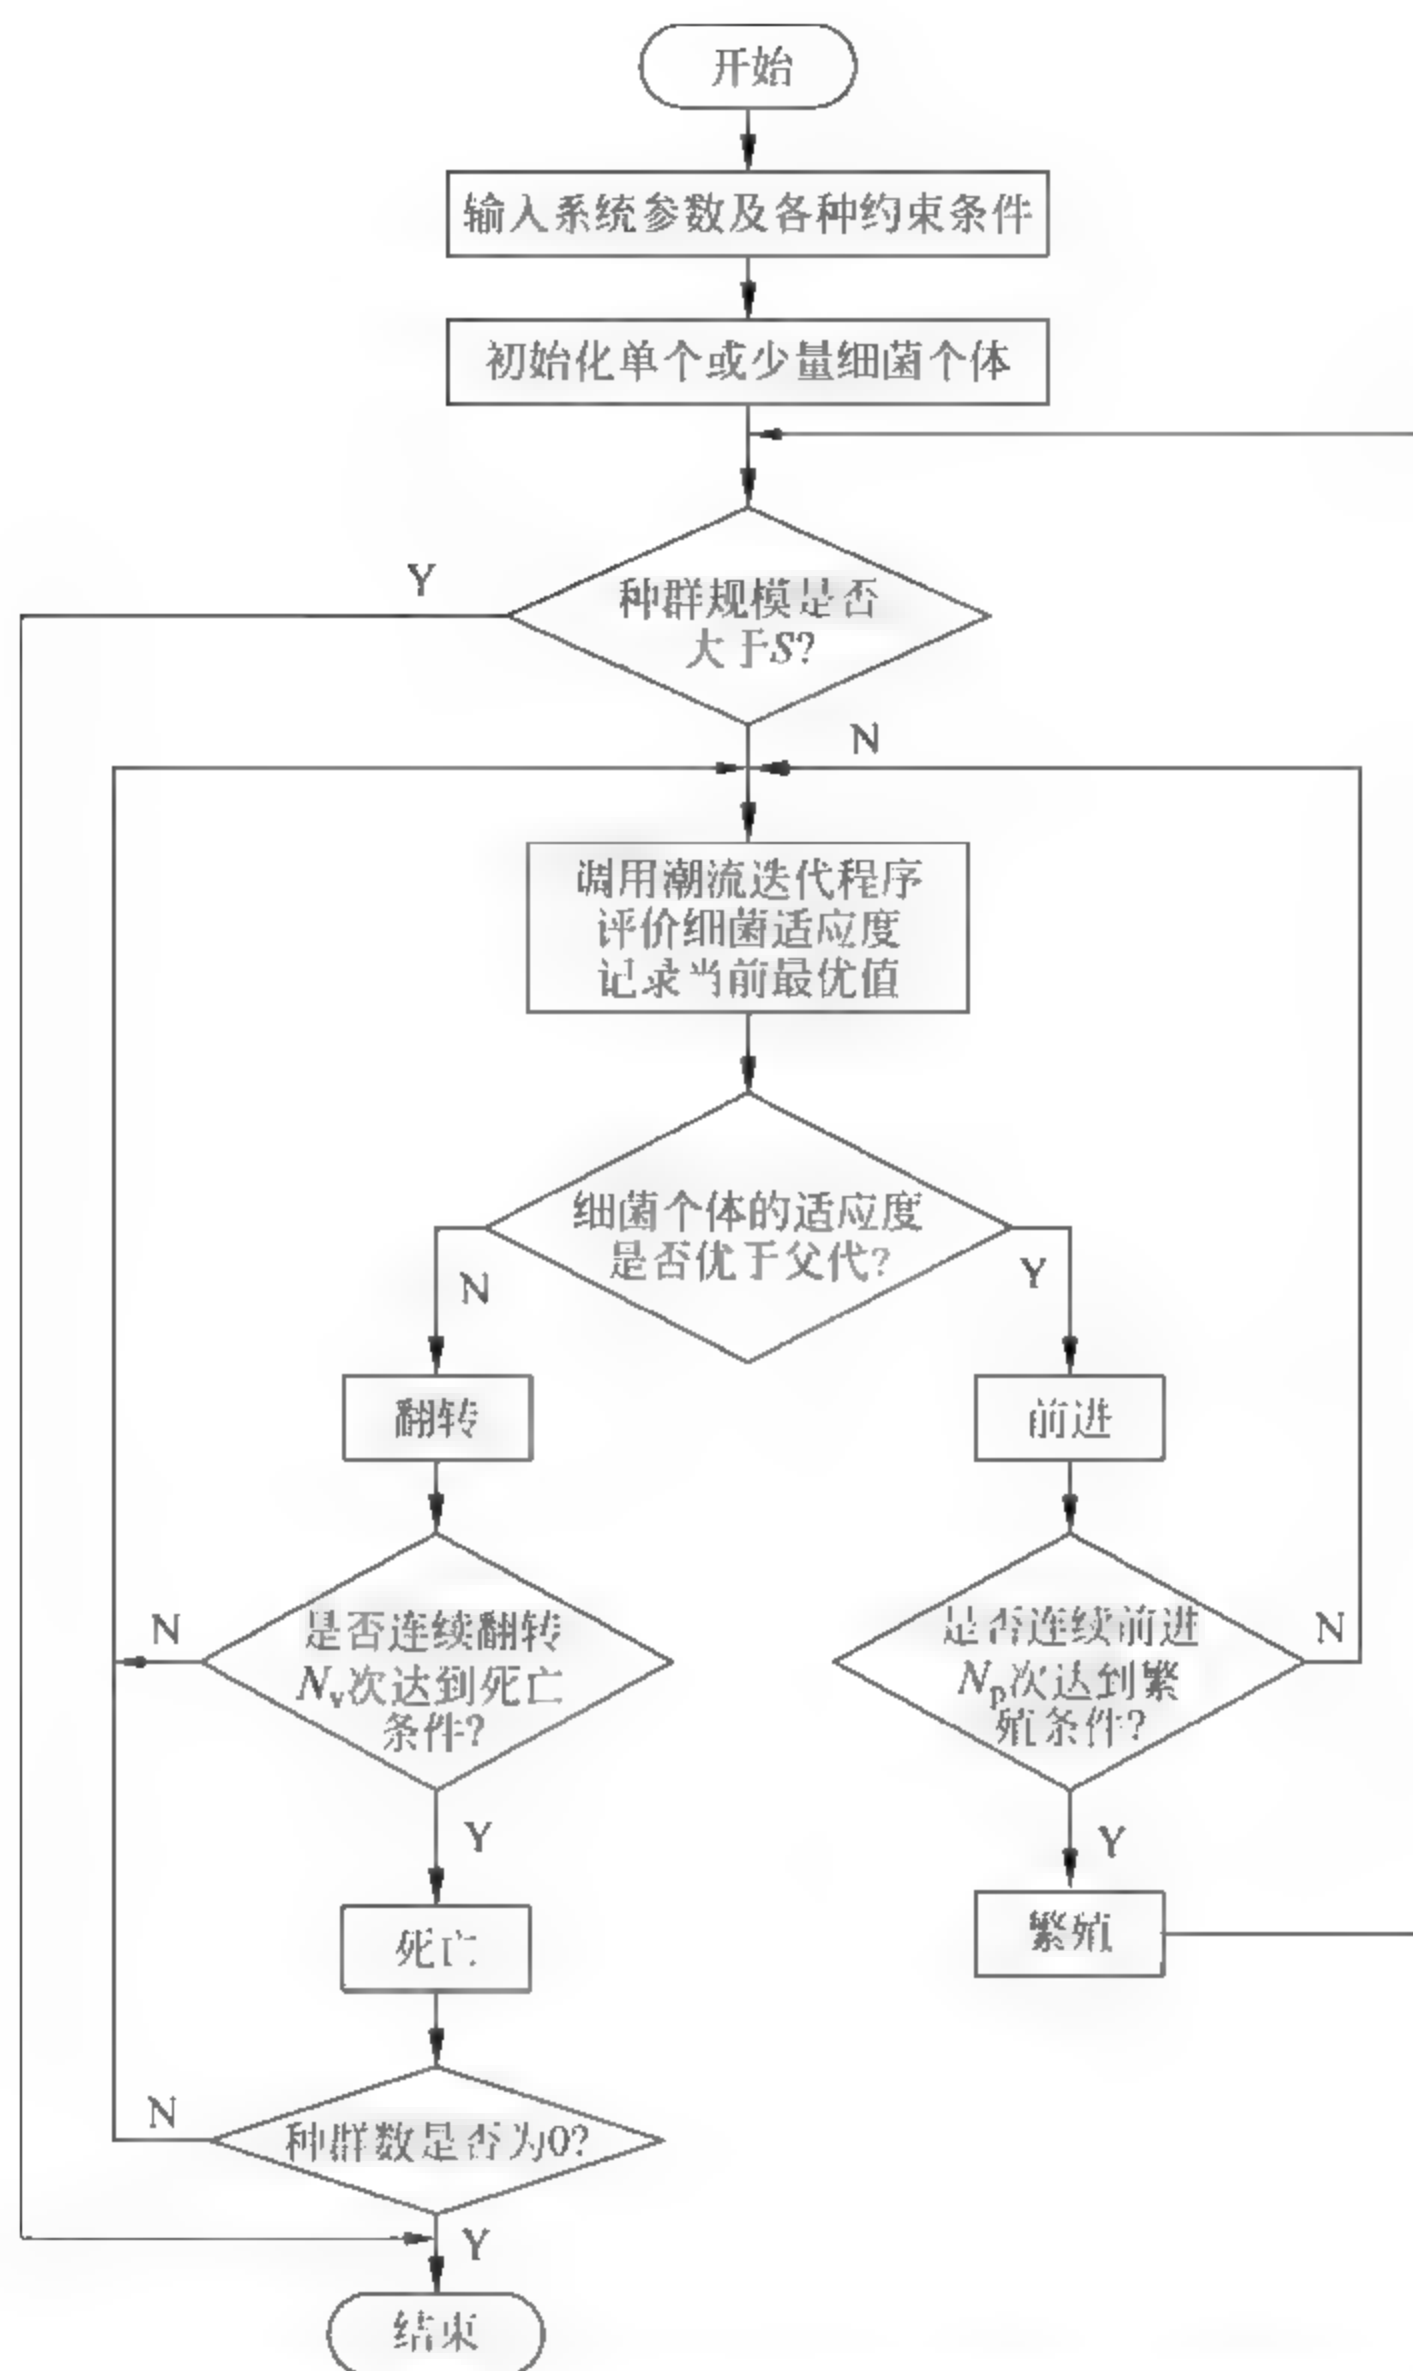 开始
输入系统参数及各种约束条件
初始化单个或少量细菌个体
Y
种群规模是否
大于S?
N
调用潮流迭代程序
评价细菌适应度
记录当前最优值
细菌个体的适应度
是否优于父代?
N
Y
翻转
前进
N
是否连续翻转
Nv次达到死亡
条件?
是否连续前进
Np次达到繁
殖条件?
N
Y
Y
死亡
繁殖
N
种群数是否为0?
Y
结束